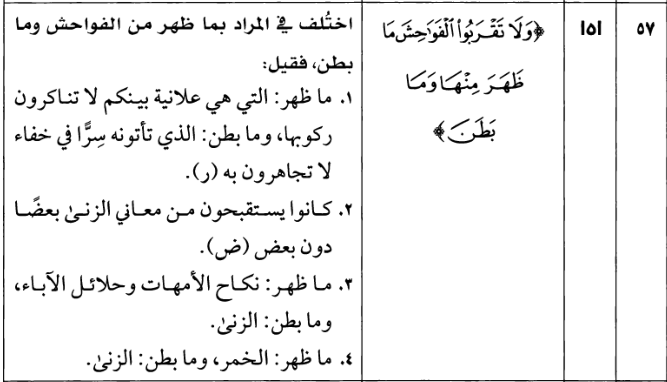 ٥٧
١٥١
﴿وَلَا تَقْرَبُوا۟ ٱلْفَوَٰحِشَ مَا
ظَهَرَ مِنْهَا وَمَا
بَطَنَ﴾
اختُلف في المراد بما ظهر من الفواحش وما
بطن، فقيل:
١. ما ظهر: التي هي علانية بينكم لا تناكرون
ركوبها، وما بطن: الذي تأتونه سِرًّا في خفاء
لا تجاهرون به (ر).
٢. كانوا يستقبحون من معاني الزنىٰ بعضًا
دون بعض (ض).
٣. ما ظهر: نكاح الأمهات وحلائل الآباء،
وما بطن: الزنىٰ.
٤. ما ظهر: الخمر، وما بطن: الزنىٰ.